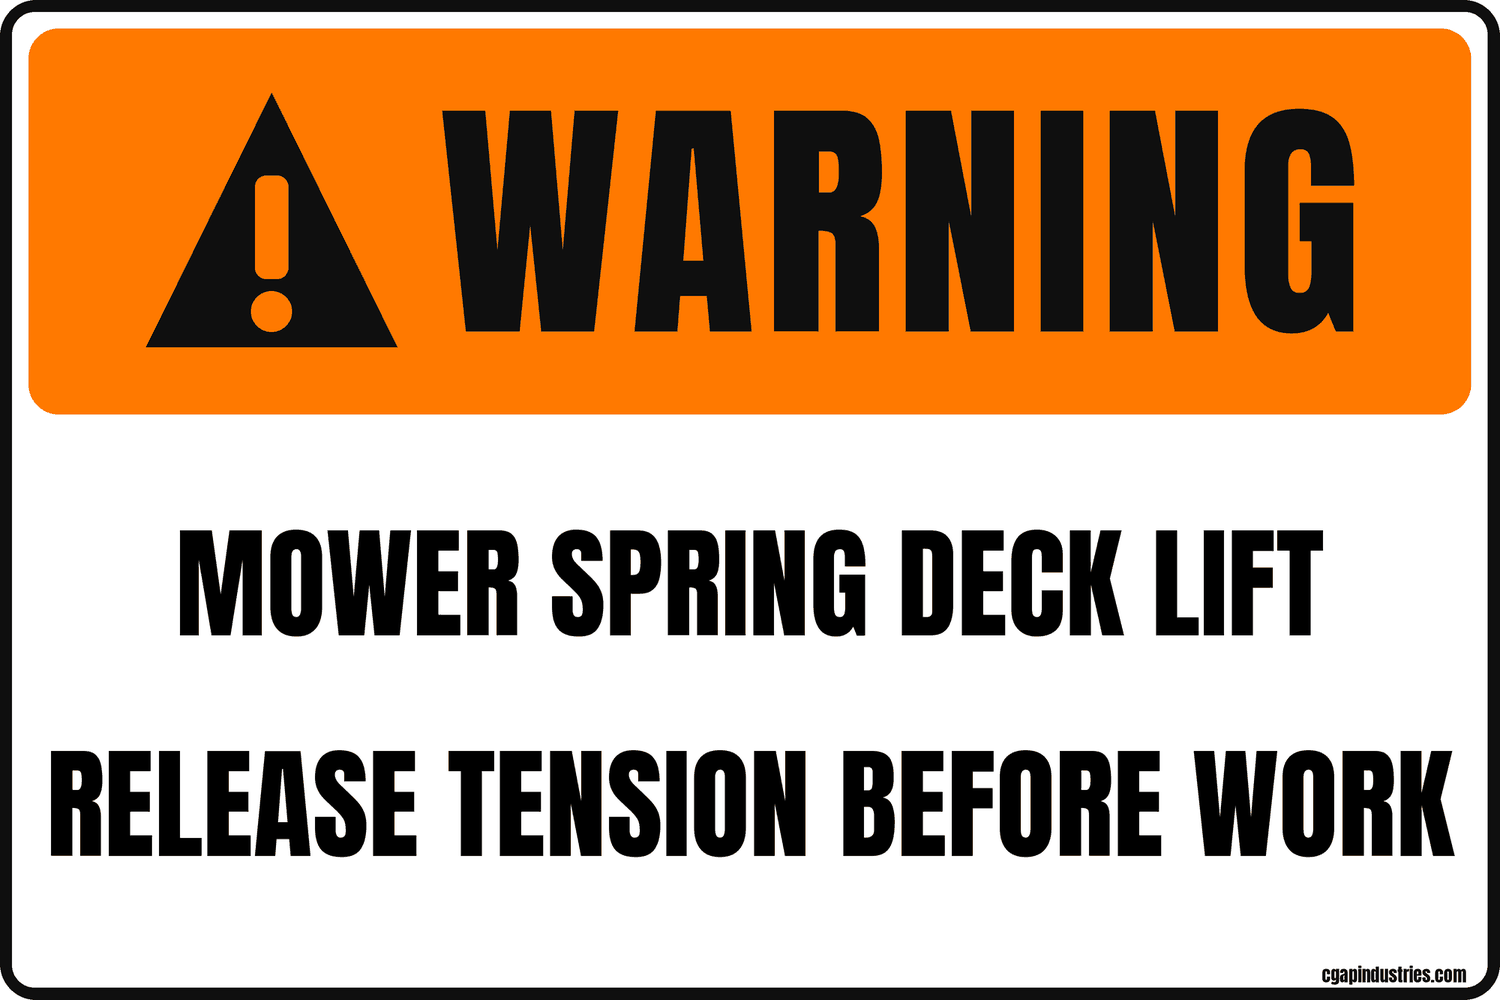 WARNING
MOWER SPRING DECK LIFT
RELEASE TENSION BEFORE WORK
cgapindustries.com